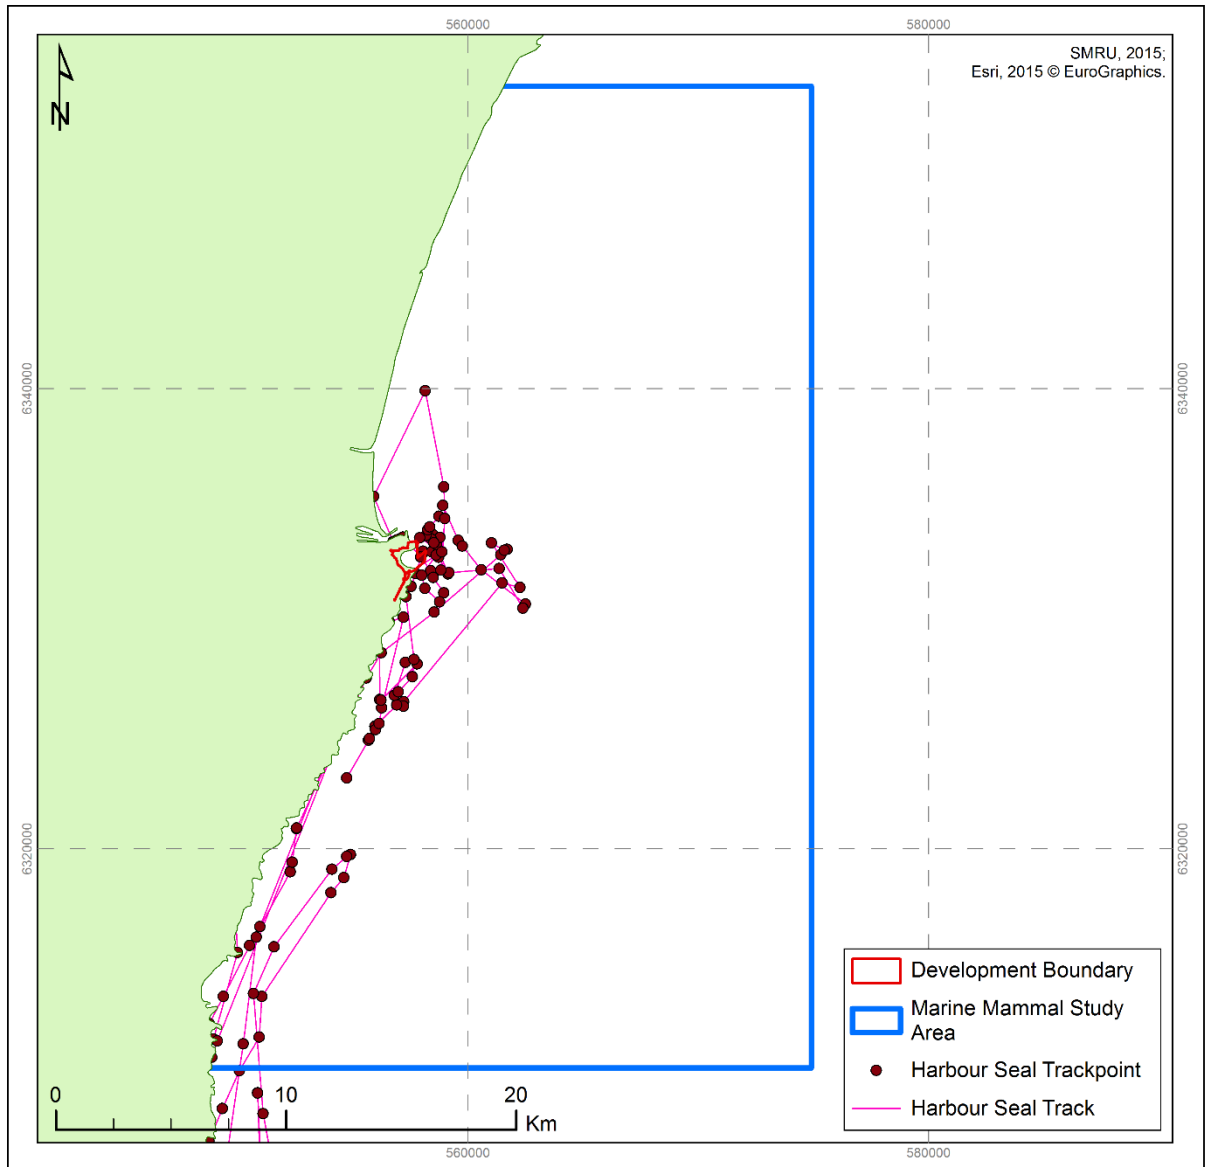 560000
580000
SMRU, 2015;
Esri, 2015 © EuroGraphics.
N
6340000
6340000
6320000
6320000
Development Boundary
Marine Mammal Study
Area
Harbour Seal Trackpoint
Harbour Seal Track
0
10
20
Km
560000
580000